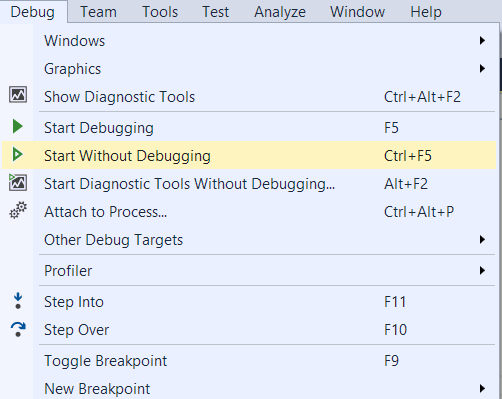 Debug Team Tools Test Analyze Window Help
Windows
Graphics
Show Diagnostic Tools Ctrl+Alt+F2
Start Debugging F5
Start Without Debugging Ctrl+F5
Start Diagnostic Tools Without Debugging... Alt+F2
Attach to Process... Ctrl+Alt+P
Other Debug Targets
Profiler
Step Into F11
Step Over F10
Toggle Breakpoint F9
New Breakpoint